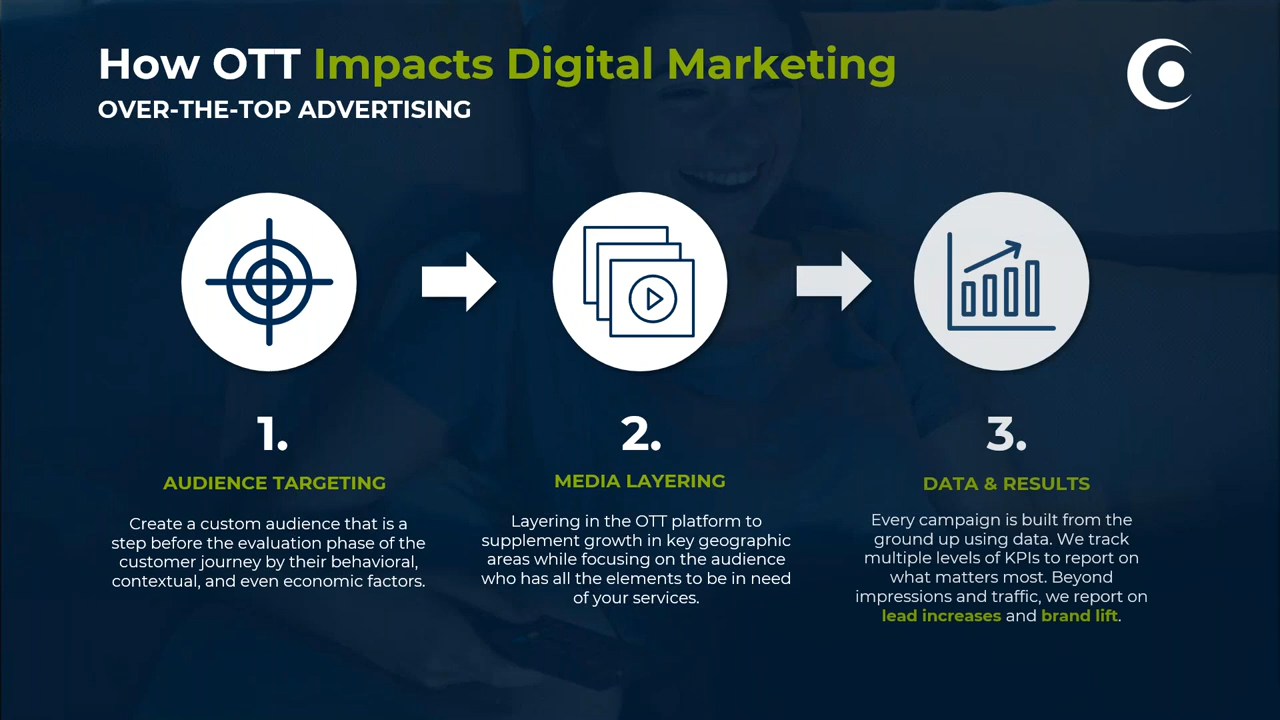 How OTT Impacts Digital Marketing
OVER-THE-TOP ADVERTISING
1.
AUDIENCE TARGETING
Create a custom audience that is a
step before the evaluation phase of the
customer journey by their behavioral,
contextual, and even economic factors.
2.
MEDIA LAYERING
Layering in the OTT platform to
supplement growth in key geographic
areas while focusing on the audience
who has all the elements to be in need
of your services.
3.
DATA & RESULTS
Every campaign is built from the
ground up using data. We track
multiple levels of KPIs to report on
what matters most. Beyond
impressions and traffic, we report on
lead increases and brand lift.